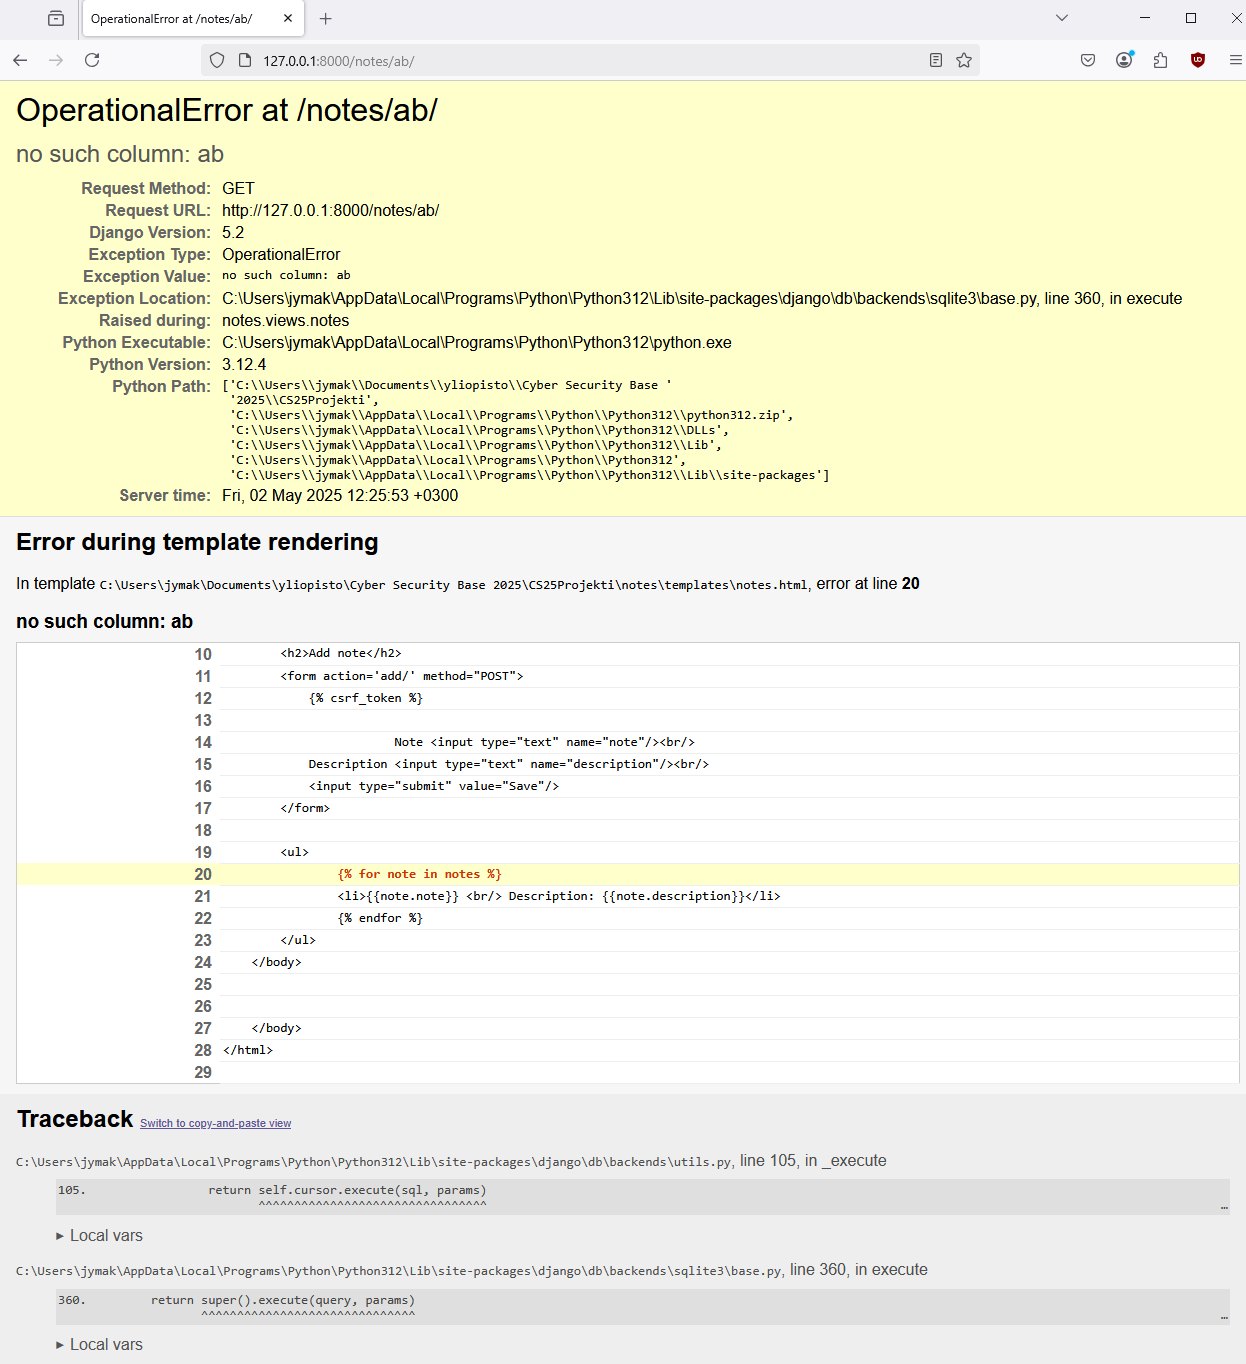 OperationalError at /notes/ab/
127.0.0.1:8000/notes/ab/
OperationalError at /notes/ab/
no such column: ab
Request Method: GET
Request URL: http://127.0.0.1:8000/notes/ab/
Django Version: 5.2
Exception Type: OperationalError
Exception Value: no such column: ab
Exception Location: C:\Users\jymak\AppData\Local\Programs\Python\Python312\Lib\site-packages\django\db\backends\sqlite3\base.py, line 360, in execute
Raised during: notes.views.notes
Python Executable: C:\Users\jymak\AppData\Local\Programs\Python\Python312\python.exe
Python Version: 3.12.4
Python Path: ['C:\\Users\\jymak\\Documents\\yliopisto\\Cyber Security Base '
'2025\\CS25Projekti',
'C:\\Users\\jymak\\AppData\\Local\\Programs\\Python\\Python312\\python312.zip',
'C:\\Users\\jymak\\AppData\\Local\\Programs\\Python\\Python312\\DLLs',
'C:\\Users\\jymak\\AppData\\Local\\Programs\\Python\\Python312\\Lib',
'C:\\Users\\jymak\\AppData\\Local\\Programs\\Python\\Python312',
'C:\\Users\\jymak\\AppData\\Local\\Programs\\Python\\Python312\\Lib\\site-packages']
Server time: Fri, 02 May 2025 12:25:53 +0300
Error during template rendering
In template C:\Users\jymak\Documents\yliopisto\Cyber Security Base 2025\CS25Projekti\notes\templates\notes.html, error at line 20
no such column: ab
10 <h2>Add note</h2>
11 <form action='add/' method="POST">
12 {% csrf_token %}
13
14 Note <input type="text" name="note"/><br/>
15 Description <input type="text" name="description"/><br/>
16 <input type="submit" value="Save"/>
17 </form>
18
19 <ul>
20 {% for note in notes %}
21 <li>{{note.note}} <br/> Description: {{note.description}}</li>
22 {% endfor %}
23 </ul>
24 </body>
25
26
27 </body>
28 </html>
29
Traceback Switch to copy-and-paste view
C:\Users\jymak\AppData\Local\Programs\Python\Python312\Lib\site-packages\django\db\backends\utils.py, line 105, in _execute
105. return self.cursor.execute(sql, params)
^^^^^^^^^^^^^^^^^^^^^^^^^^^^^^^^ …
▶ Local vars
C:\Users\jymak\AppData\Local\Programs\Python\Python312\Lib\site-packages\django\db\backends\sqlite3\base.py, line 360, in execute
360. return super().execute(query, params)
^^^^^^^^^^^^^^^^^^^^^^^^^^^^^^ …
▶ Local vars